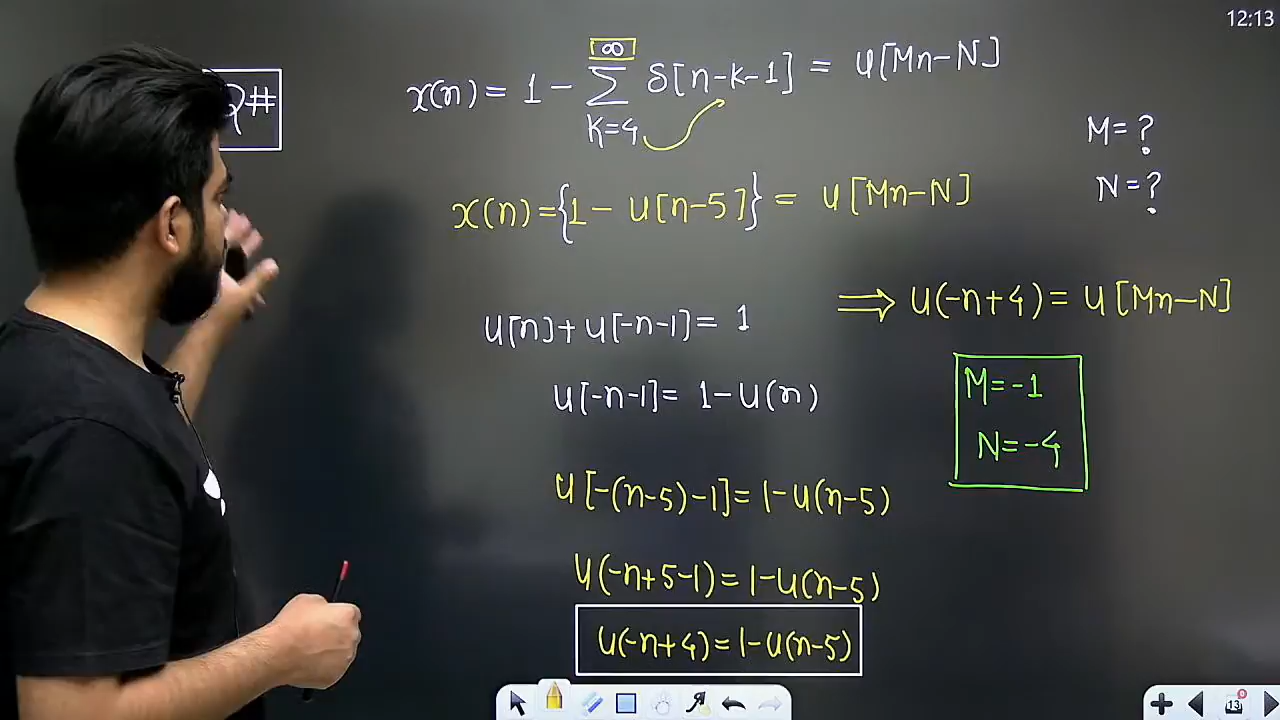 12:13
Q#
x(n) = 1 - ∑_{K=4}^{∞} δ[n-k-1] = u[Mn-N]
M = ?
N = ?
x(n) = {1 - u[n-5]} = u[Mn-N]
⟹ u(-n+4) = u[Mn-N]
u[n] + u[-n-1] = 1
M = -1
u[-n-1] = 1 - u(n)
N = -4
u[-(n-5)-1] = 1 - u(n-5)
u(-n+5-1) = 1 - u(n-5)
u(-n+4) = 1 - u(n-5)
13